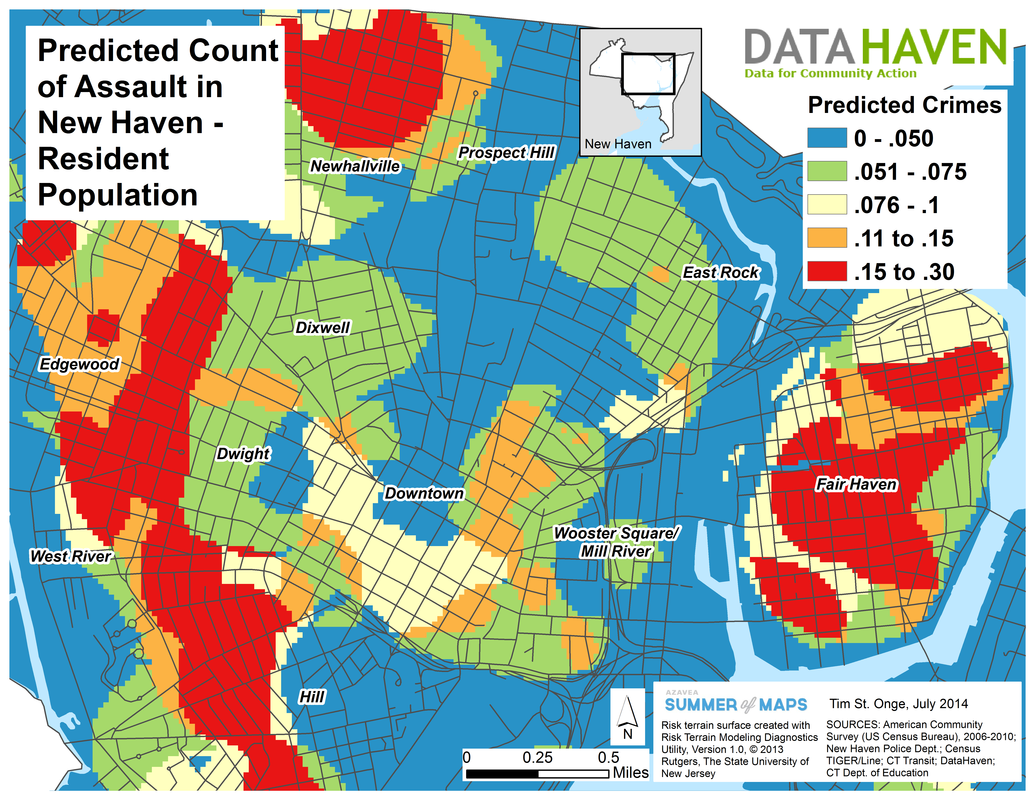 Predicted Count
of Assault in
New Haven -
Resident
Population
New Haven
DATAHAVEN
Data for Community Action
Predicted Crimes
0 - .050
.051 - .075
.076 - .1
.11 to .15
.15 to .30
Newhallville
Prospect Hill
East Rock
Dixwell
Edgewood
Dwight
Downtown
Fair Haven
Wooster Square/
Mill River
West River
Hill
N
0 0.25 0.5
Miles
AZAVEA
SUMMER of MAPS
Risk terrain surface created with
Risk Terrain Modeling Diagnostics
Utility, Version 1.0, © 2013
Rutgers, The State University of
New Jersey
Tim St. Onge, July 2014
SOURCES: American Community
Survey (US Census Bureau), 2006-2010;
New Haven Police Dept.; Census
TIGER/Line; CT Transit; DataHaven;
CT Dept. of Education